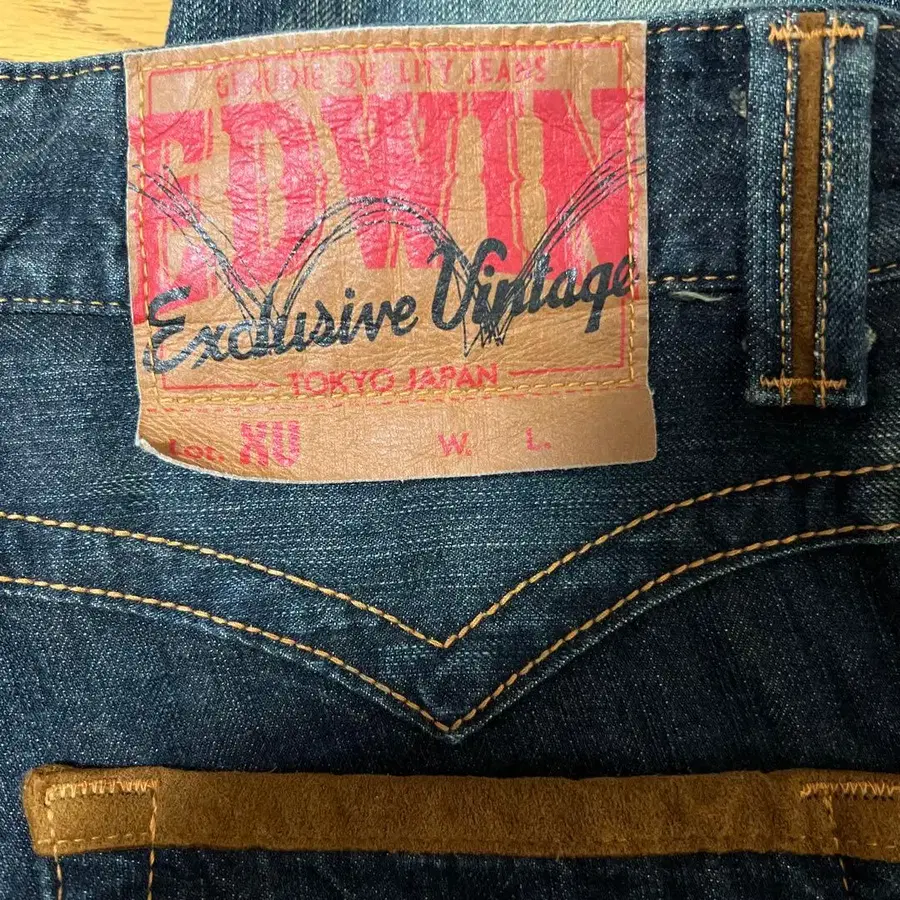 GENUINE QUALITY JEANS
EDWIN
Exclusive Vintage
TOKYO JAPAN
Lot. XU W. L.